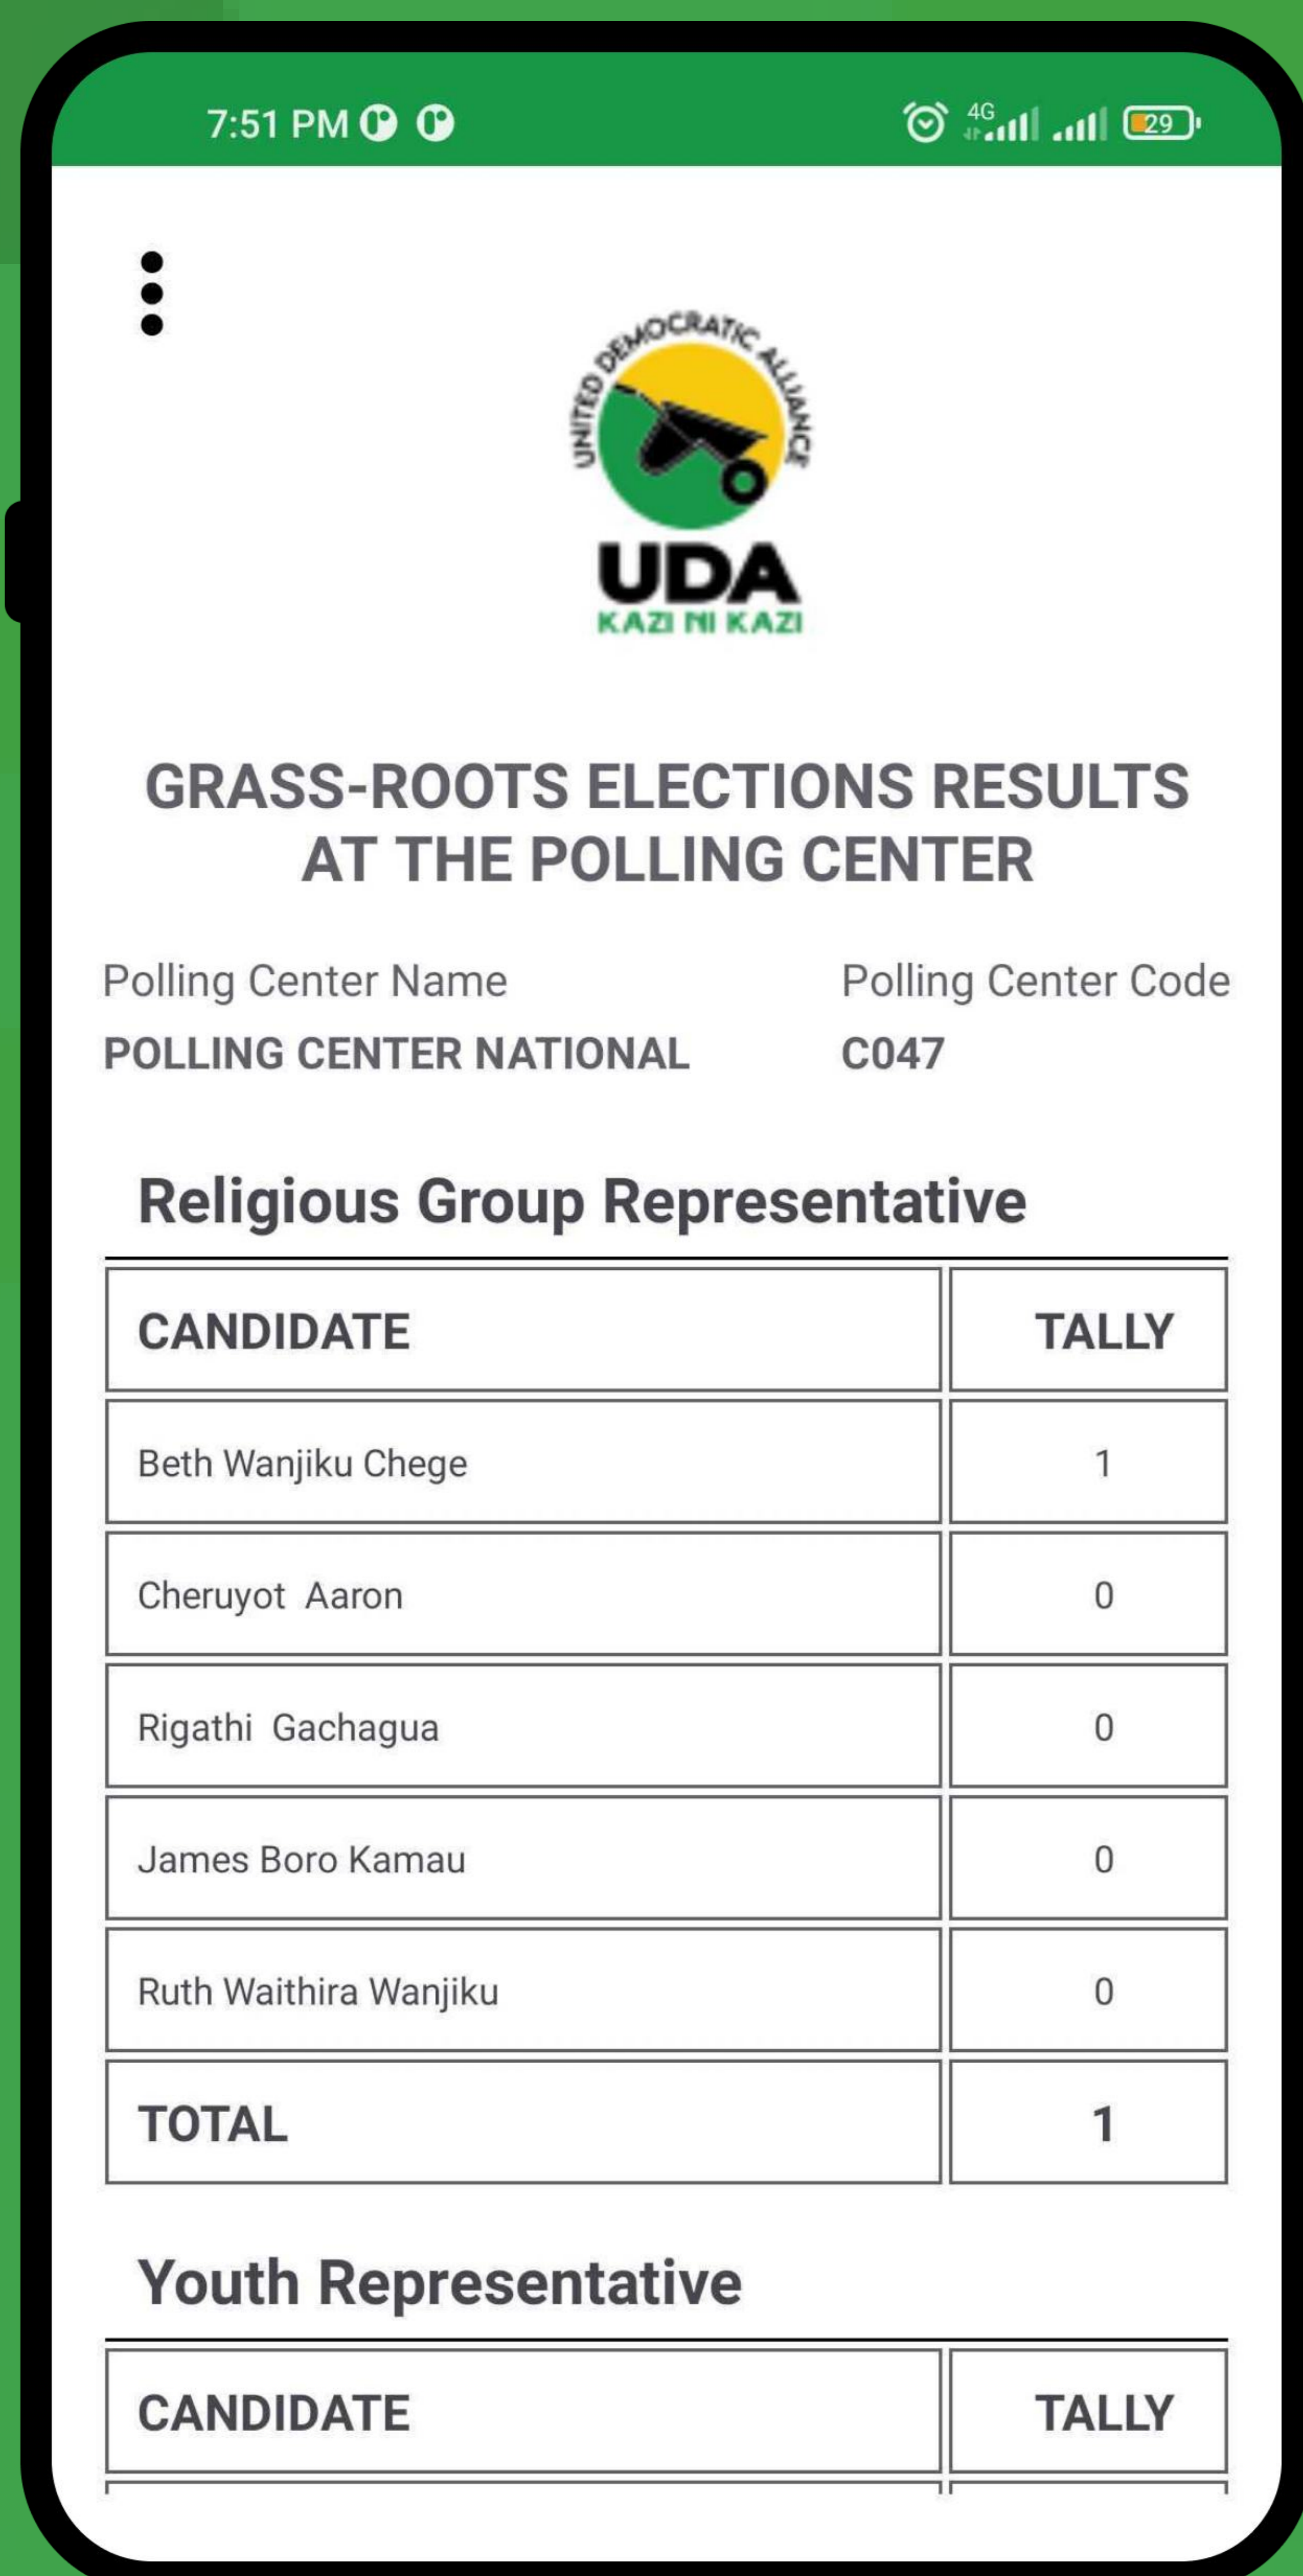 7:51 PM
4G
29
UNITED DEMOCRATIC ALLIANCE
UDA
KAZI NI KAZI
GRASS-ROOTS ELECTIONS RESULTS
AT THE POLLING CENTER
Polling Center Name Polling Center Code
POLLING CENTER NATIONAL C047
Religious Group Representative
CANDIDATE TALLY
Beth Wanjiku Chege 1
Cheruyot Aaron 0
Rigathi Gachagua 0
James Boro Kamau 0
Ruth Waithira Wanjiku 0
TOTAL 1
Youth Representative
CANDIDATE TALLY